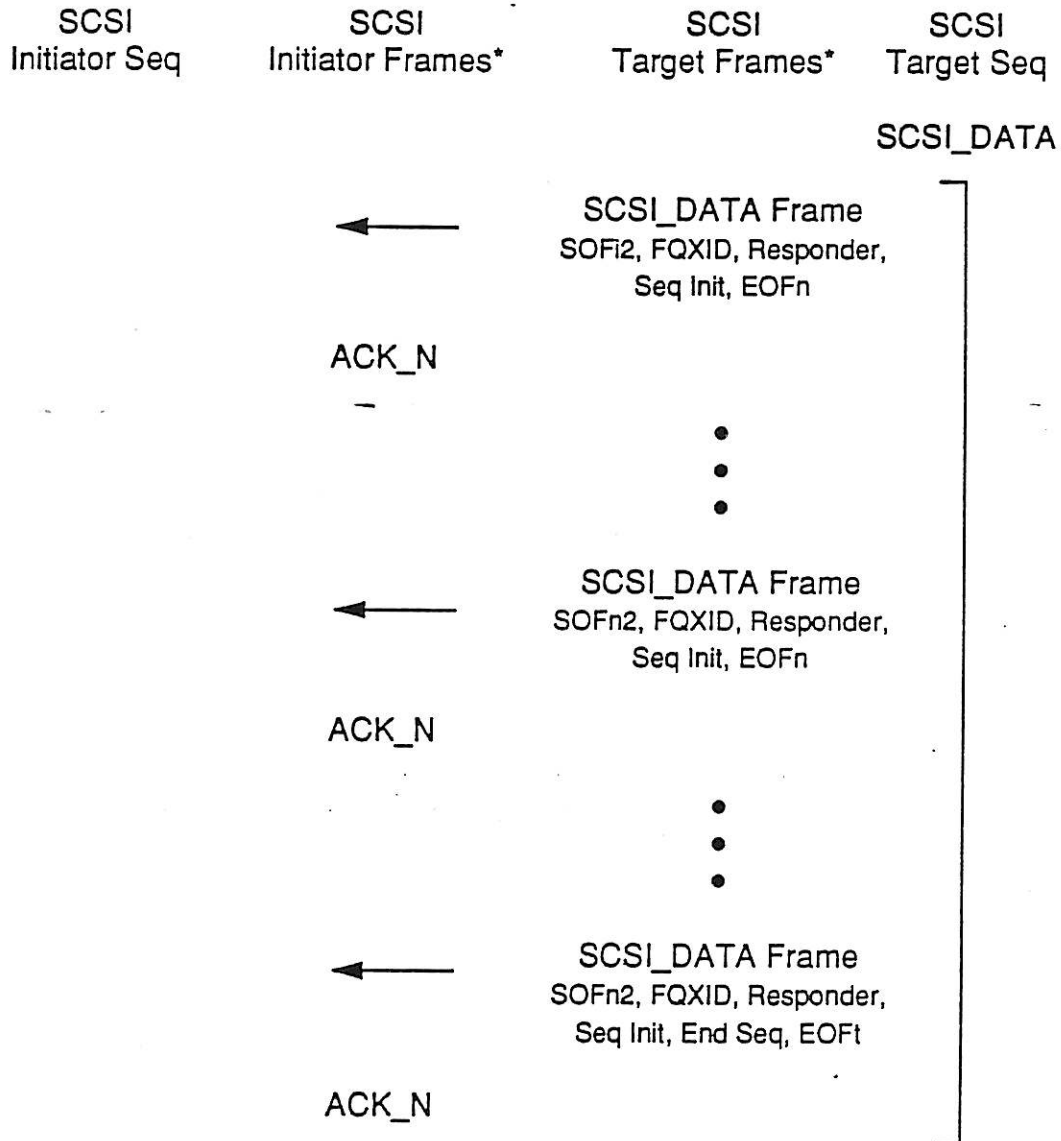 SCSI
Initiator Seq
SCSI
Initiator Frames*
SCSI
Target Frames*
SCSI
Target Seq
SCSI_DATA
SCSI_DATA Frame
SOFi2, FQXID, Responder,
Seq Init, EOFn
ACK_N
SCSI_DATA Frame
SOFn2, FQXID, Responder,
Seq Init, EOFn
ACK_N
SCSI_DATA Frame
SOFn2, FQXID, Responder,
Seq Init, End Seq, EOFt
ACK_N